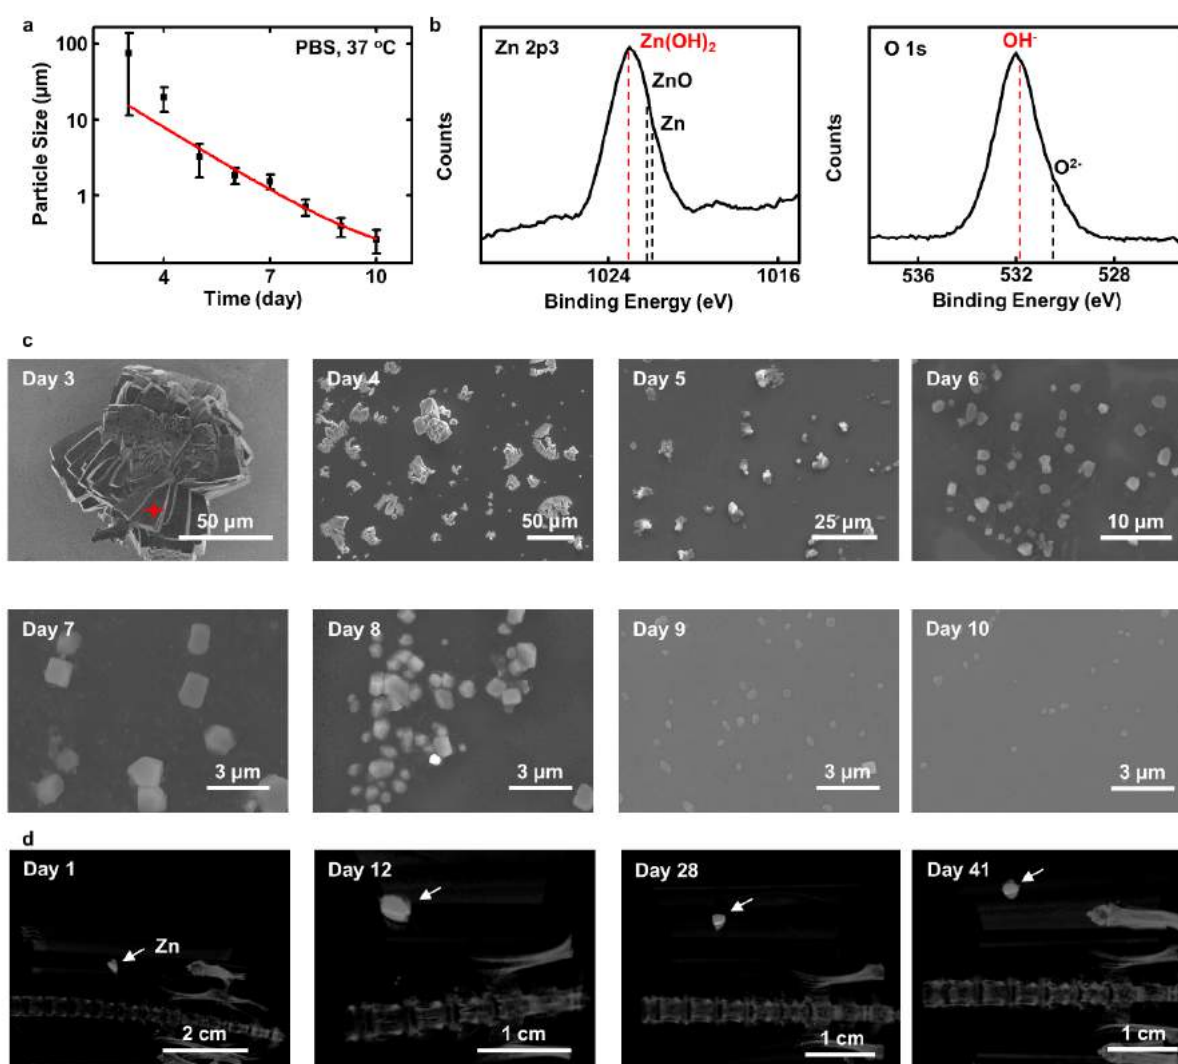 a
100
10
1
Particle Size (µm)
PBS, 37 °C
4
7
10
Time (day)
b
Zn 2p3
Zn(OH)₂
ZnO
Zn
Counts
1024
1016
Binding Energy (eV)
O 1s
OH⁻
O²⁻
Counts
536
532
528
Binding Energy (eV)
c
Day 3
50 µm
Day 4
50 µm
Day 5
25 µm
Day 6
10 µm
Day 7
3 µm
Day 8
3 µm
Day 9
3 µm
Day 10
3 µm
d
Day 1
Zn
2 cm
Day 12
1 cm
Day 28
1 cm
Day 41
1 cm